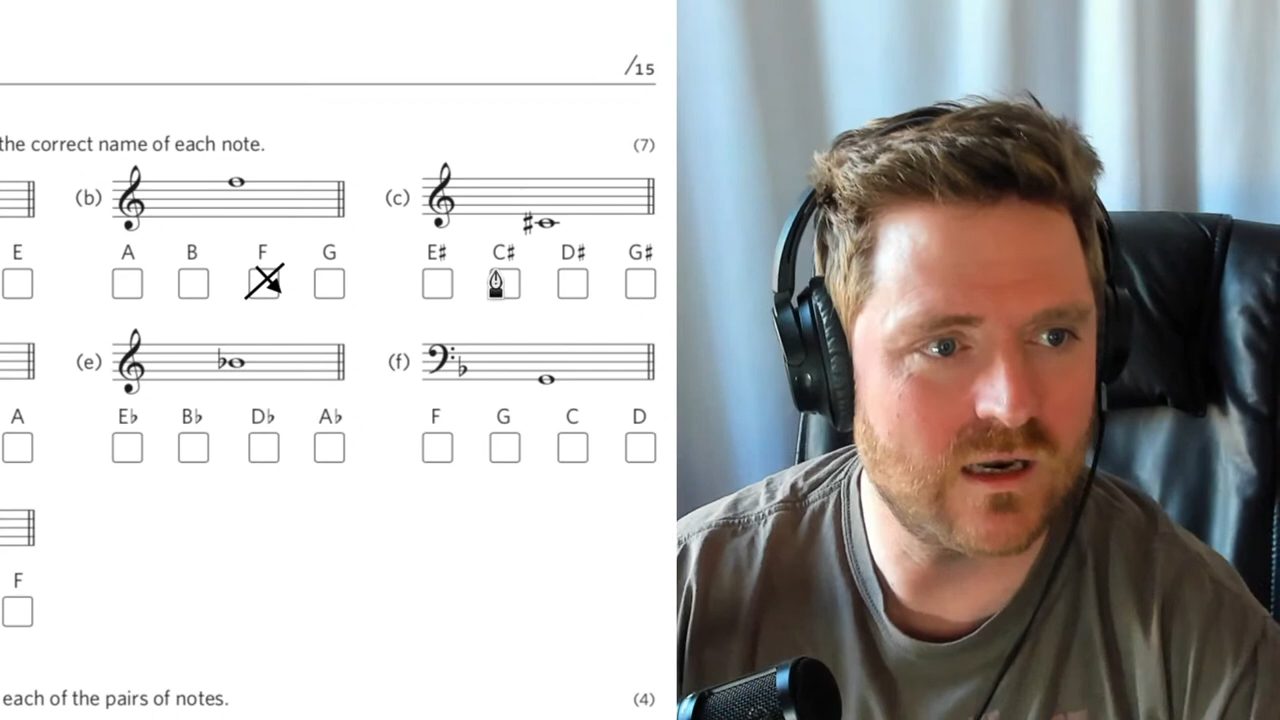 /15
the correct name of each note. (7)
(b) (c)
E A B F G E♯ C♯ D♯ G♯
(e) (f)
A E♭ B♭ D♭ A♭ F G C D
F
each of the pairs of notes. (4)